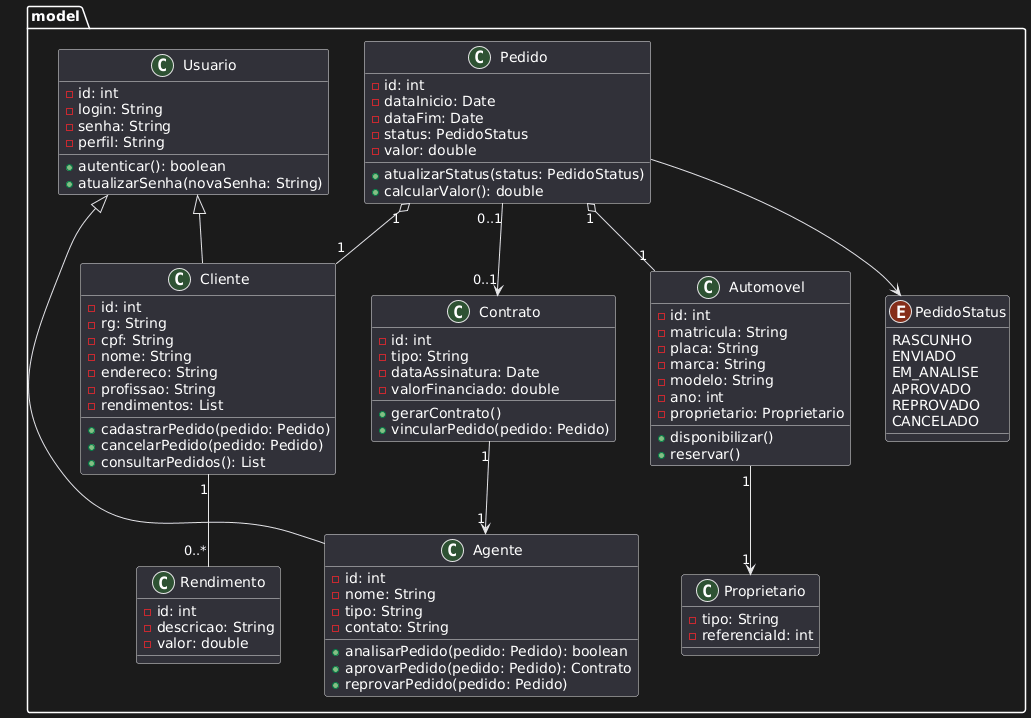 model
C Usuario
id: int
login: String
senha: String
perfil: String
autenticar(): boolean
atualizarSenha(novaSenha: String)
C Pedido
id: int
dataInicio: Date
dataFim: Date
status: PedidoStatus
valor: double
atualizarStatus(status: PedidoStatus)
calcularValor(): double
1
0..1
1
1
0..1
1
C Cliente
id: int
rg: String
cpf: String
nome: String
endereco: String
profissao: String
rendimentos: List
cadastrarPedido(pedido: Pedido)
cancelarPedido(pedido: Pedido)
consultarPedidos(): List
C Contrato
id: int
tipo: String
dataAssinatura: Date
valorFinanciado: double
gerarContrato()
vincularPedido(pedido: Pedido)
C Automovel
id: int
matricula: String
placa: String
marca: String
modelo: String
ano: int
proprietario: Proprietario
disponibilizar()
reservar()
E PedidoStatus
RASCUNHO
ENVIADO
EM_ANALISE
APROVADO
REPROVADO
CANCELADO
1
1
1
0..*
1
1
C Rendimento
id: int
descricao: String
valor: double
C Agente
id: int
nome: String
tipo: String
contato: String
analisarPedido(pedido: Pedido): boolean
aprovarPedido(pedido: Pedido): Contrato
reprovarPedido(pedido: Pedido)
C Proprietario
tipo: String
referenciaId: int